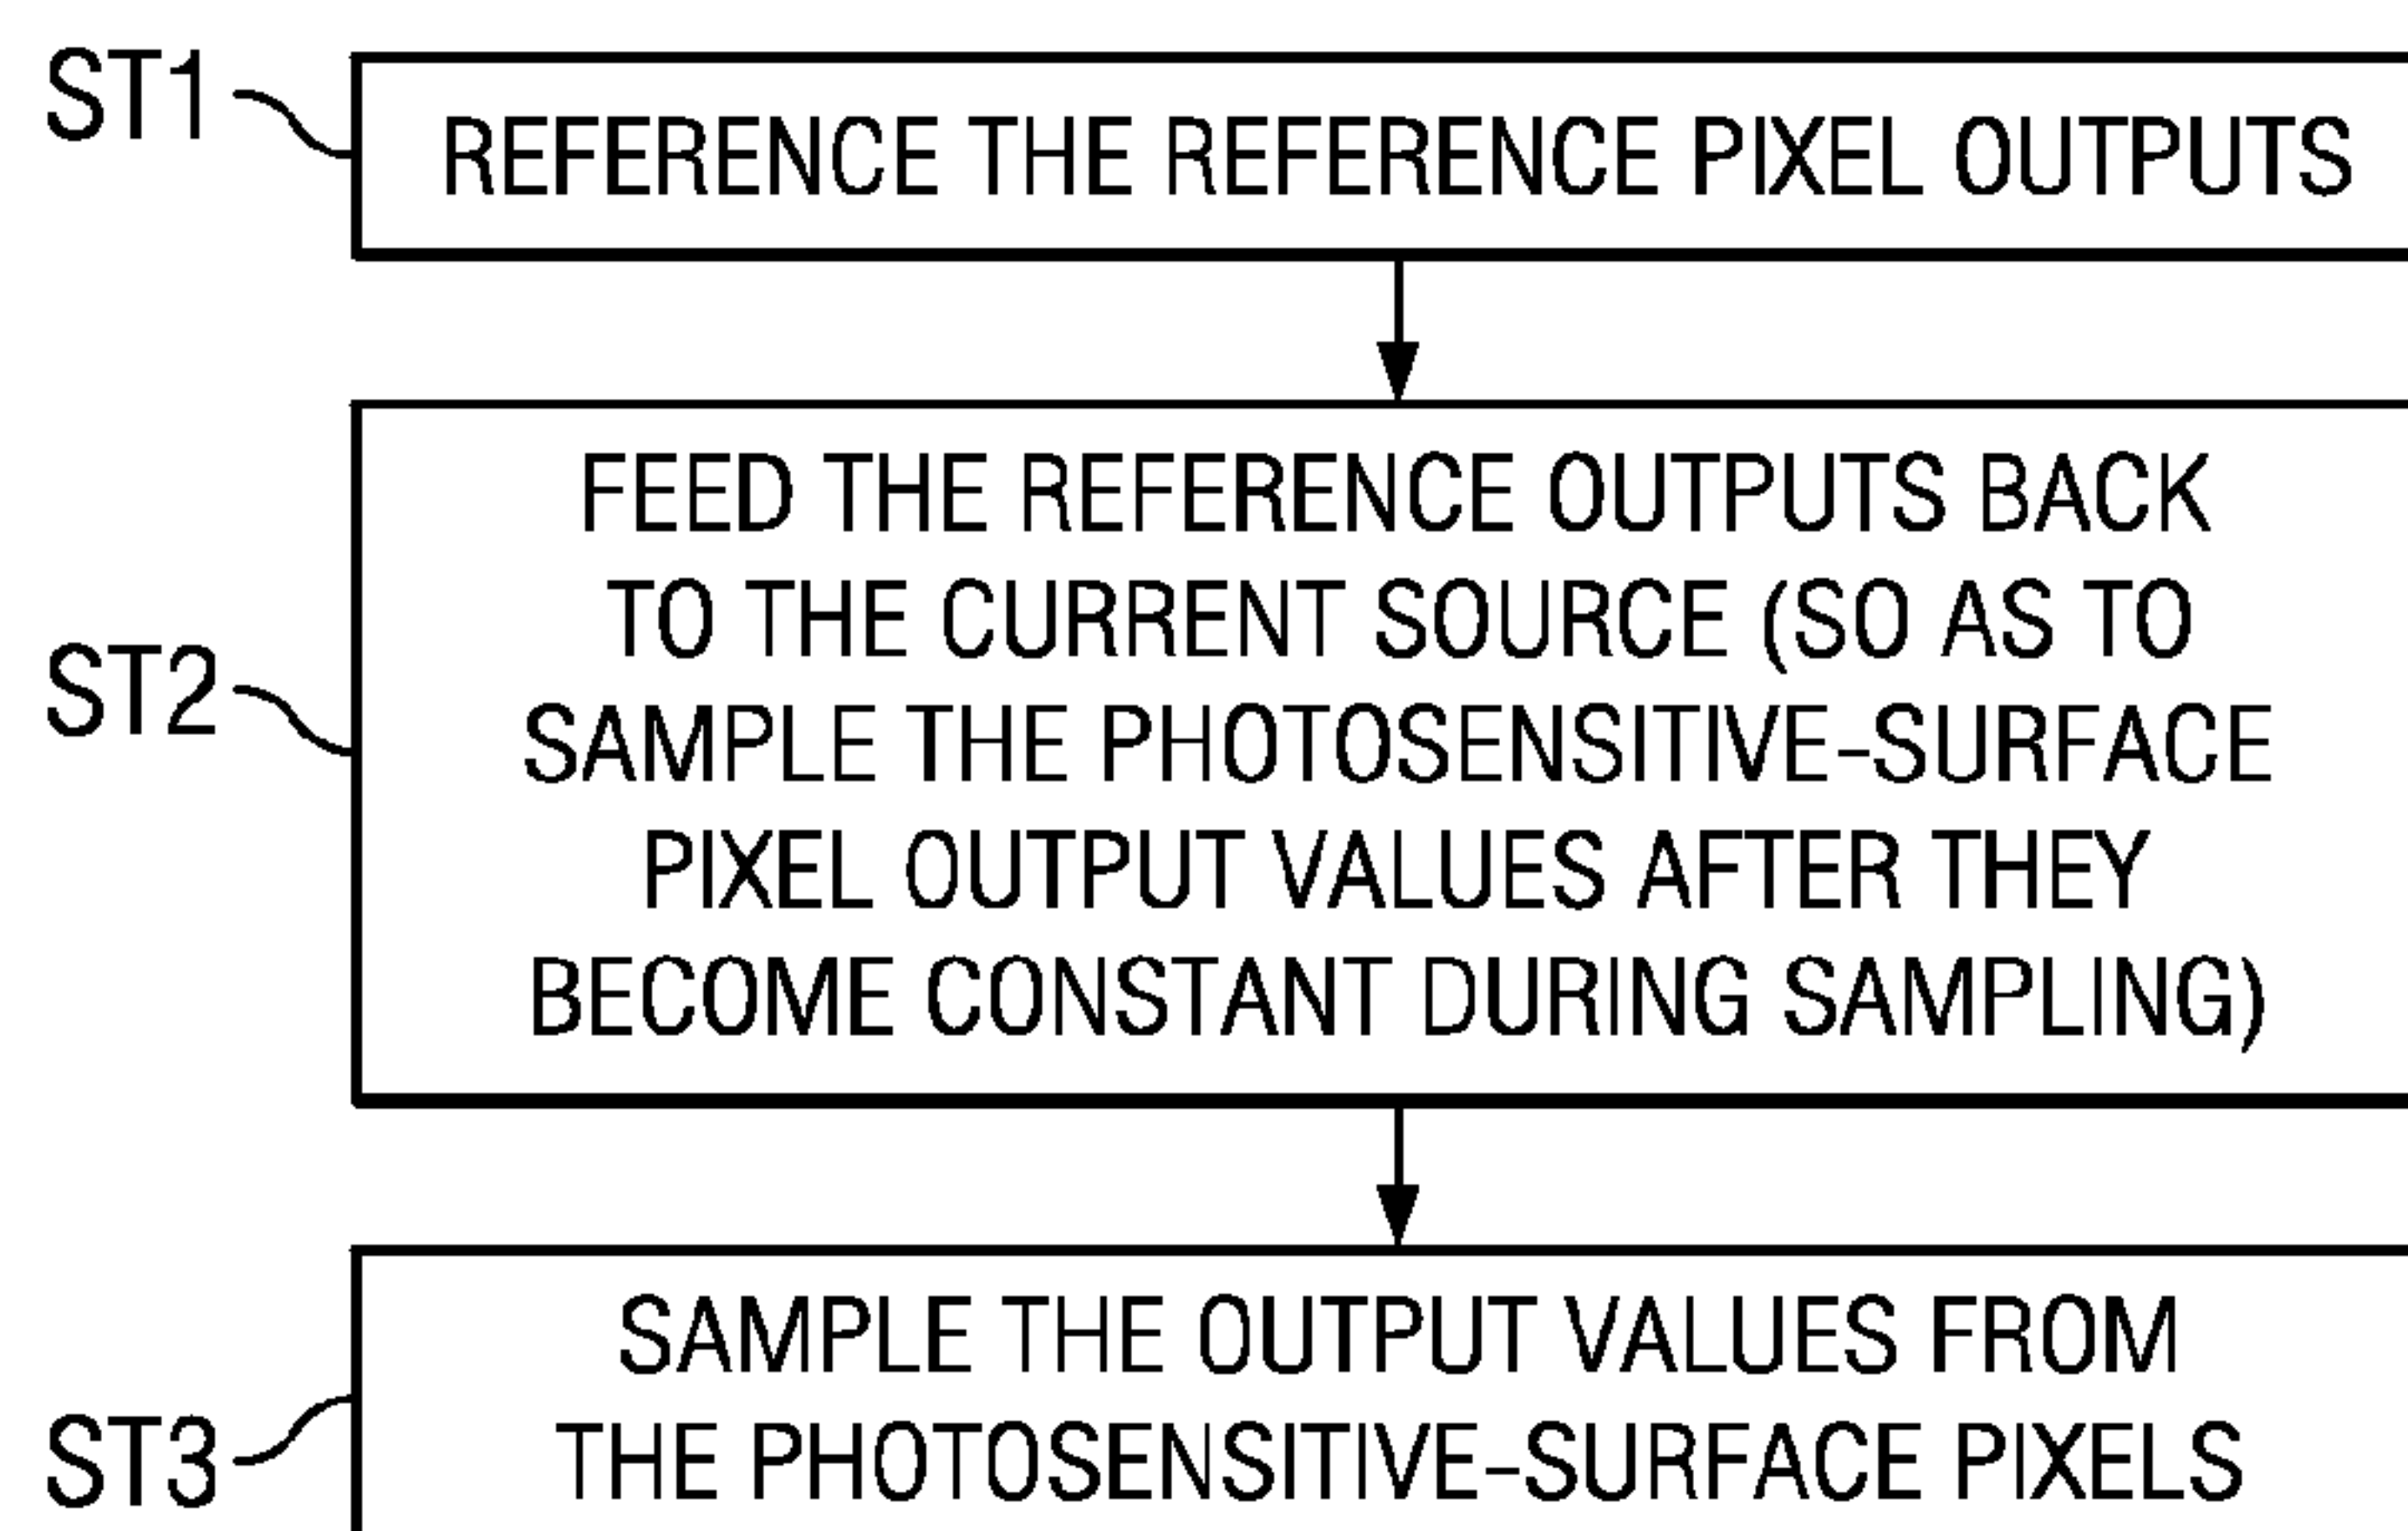 ST1
REFERENCE THE REFERENCE PIXEL OUTPUTS
FEED THE REFERENCE OUTPUTS BACK
TO THE CURRENT SOURCE (SO AS TO
ST2
SAMPLE THE PHOTOSENSITIVE-SURFACE
PIXEL OUTPUT VALUES AFTER THEY
BECOME CONSTANT DURING SAMPLING)
SAMPLE THE OUTPUT VALUES FROM
ST3
THE PHOTOSENSITIVE-SURFACE PIXELS